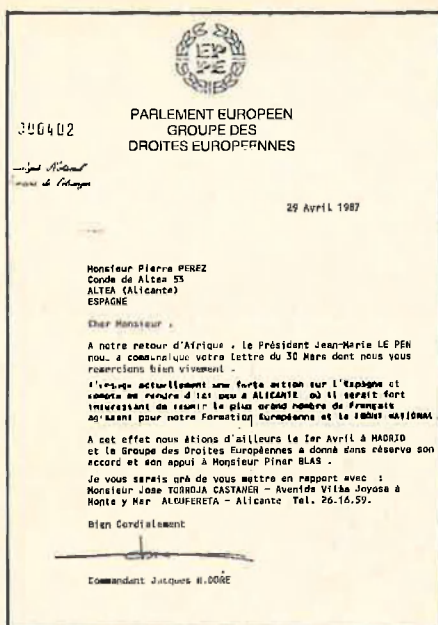 EP
PE
PARLEMENT EUROPEEN
GROUPE DES
DROITES EUROPEENNES
29 Avril 1987
Monsieur Pierre PEREZ
Conde de Altea 53
ALTEA (Alicante)
ESPAGNE
Cher Monsieur ,
A notre retour d'Afrique , le Président Jean-Marie LE PEN
nous a communiqué votre lettre du 30 Mars dont nous vous
remercions bien vivement .
actuellement une forte action sur l'Espagne et
compte me rendre d'ici peu à ALICANTE où il serait fort
intéressant de réunir le plus grand nombre de français
agissant pour notre Formation Européenne et le FRONT NATIONAL.
A cet effet nous étions d'ailleurs le 1er Avril à MADRID
et le Groupe des Droites Européennes a donné sans réserve son
accord et son appui à Monsieur Pinar BLAS .
Je vous serais gré de vous mettre en rapport avec :
Monsieur Jose TORROJA CASTANER - Avenida Villa Joyosa à
Monte y Mar ALBUFERETA - Alicante Tel. 26.16.59.
Bien Cordialement
Commandant Jacques DORE